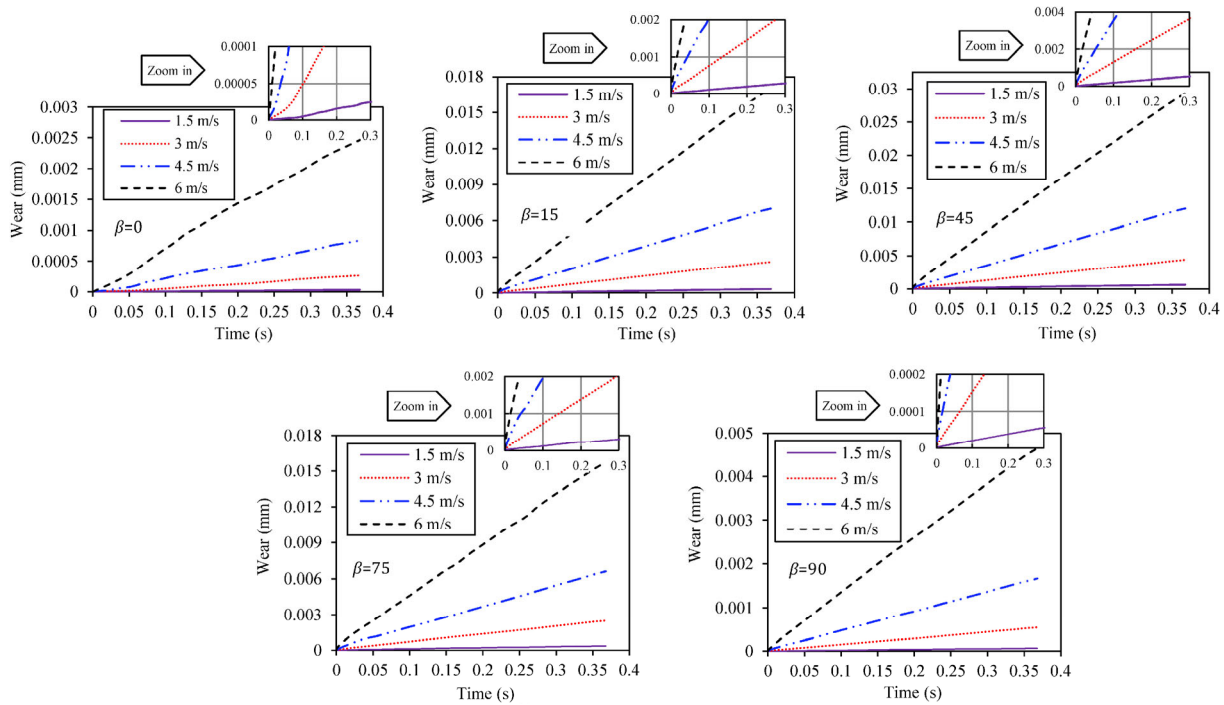 Zoom in
0.0001
0.00005
0
0 0.1 0.2 0.3
0.003
0.0025
0.002
0.0015
0.001
0.0005
0
Wear (mm)
1.5 m/s
3 m/s
4.5 m/s
6 m/s
β=0
0 0.05 0.1 0.15 0.2 0.25 0.3 0.35 0.4
Time (s)
Zoom in
0.002
0.001
0
0 0.1 0.2 0.3
0.018
0.015
0.012
0.009
0.006
0.003
0
Wear (mm)
1.5 m/s
3 m/s
4.5 m/s
6 m/s
β=15
0 0.05 0.1 0.15 0.2 0.25 0.3 0.35 0.4
Time (s)
Zoom in
0.004
0.002
0
0 0.1 0.2 0.3
0.03
0.025
0.02
0.015
0.01
0.005
0
Wear (mm)
1.5 m/s
3 m/s
4.5 m/s
6 m/s
β=45
0 0.05 0.1 0.15 0.2 0.25 0.3 0.35 0.4
Time (s)
Zoom in
0.002
0.001
0
0 0.1 0.2 0.3
0.018
0.015
0.012
0.009
0.006
0.003
0
Wear (mm)
1.5 m/s
3 m/s
4.5 m/s
6 m/s
β=75
0 0.05 0.1 0.15 0.2 0.25 0.3 0.35 0.4
Time (s)
Zoom in
0.0002
0.0001
0
0 0.1 0.2 0.3
0.005
0.004
0.003
0.002
0.001
0
Wear (mm)
1.5 m/s
3 m/s
4.5 m/s
6 m/s
β=90
0 0.05 0.1 0.15 0.2 0.25 0.3 0.35 0.4
Time (s)